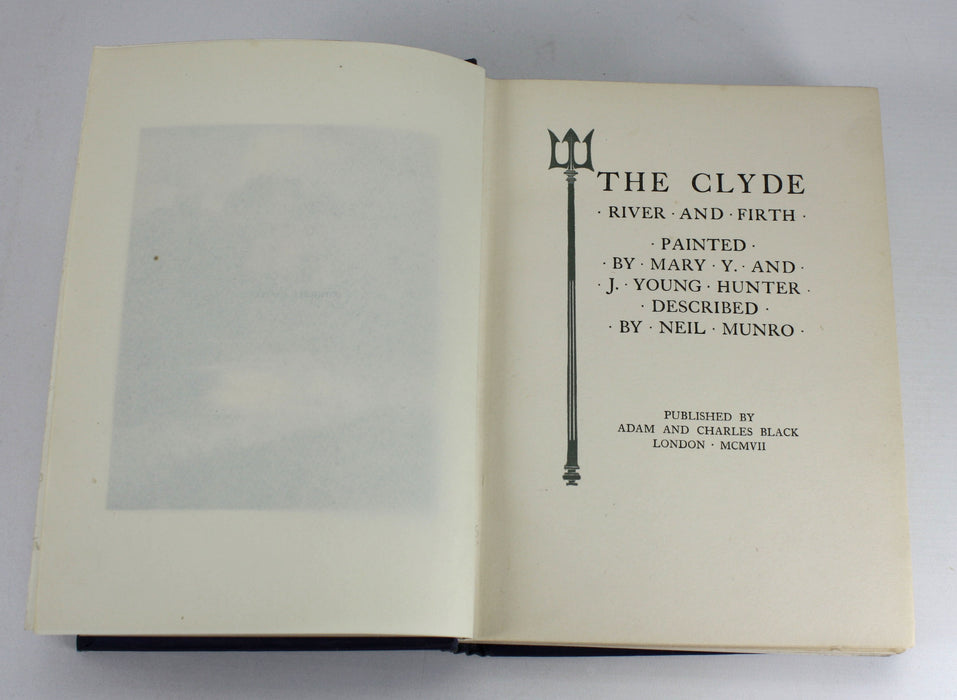 THE CLYDE
· RIVER · AND · FIRTH ·
· PAINTED ·
· BY · MARY · Y. · AND ·
· J. · YOUNG · HUNTER ·
· DESCRIBED ·
· BY · NEIL · MUNRO ·
PUBLISHED BY
ADAM AND CHARLES BLACK
LONDON · MCMVII